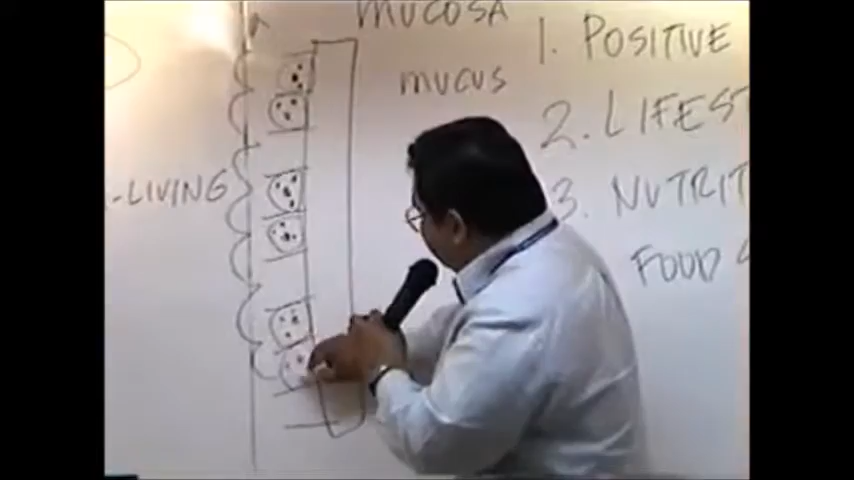 MUCOSA
MUCUS
-LIVING
1. POSITIVE
2. LIFEST
3. NUTRIT
FOOD